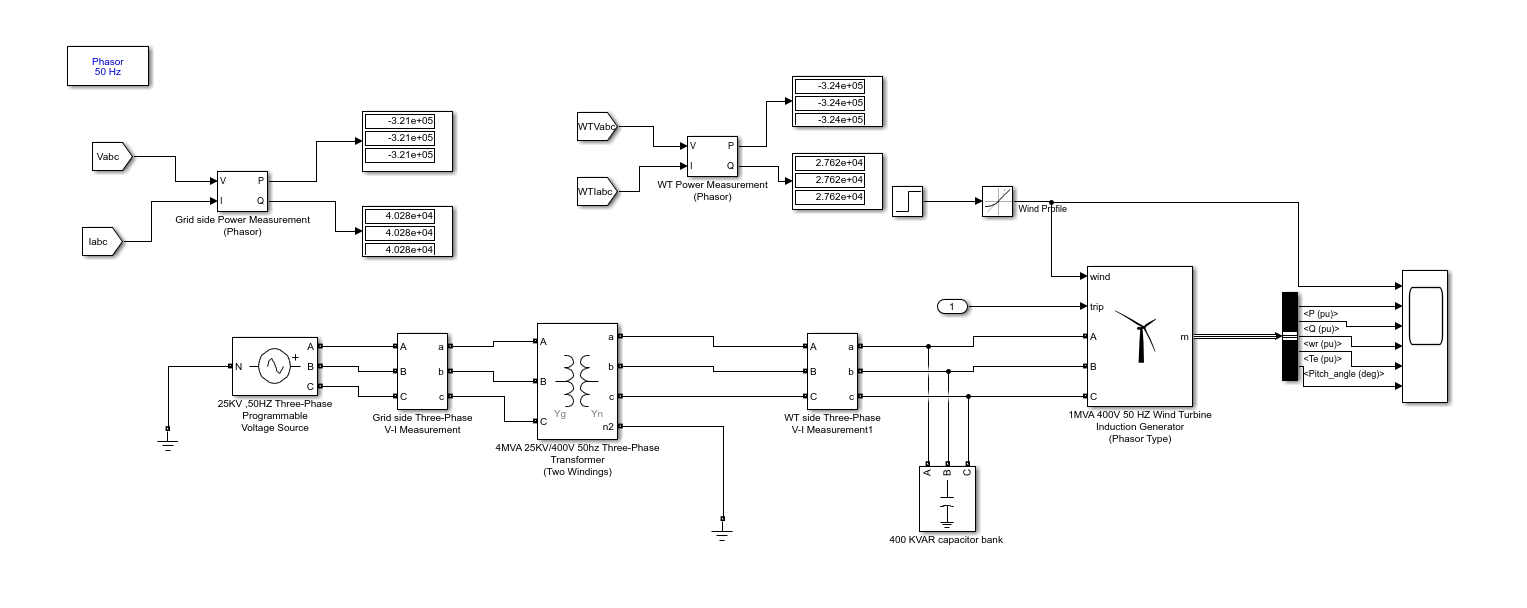 Phasor
50 Hz
Vabc
Iabc
V
I
P
Q
Grid side Power Measurement
(Phasor)
-3.21e+05
-3.21e+05
-3.21e+05
4.028e+04
4.028e+04
4.028e+04
WTVabc
WTIabc
V
I
P
Q
WT Power Measurement
(Phasor)
-3.24e+05
-3.24e+05
-3.24e+05
2.762e+04
2.762e+04
2.762e+04
Wind Profile
1
wind
trip
A
B
C
m
1MVA 400V 50 HZ Wind Turbine
Induction Generator
(Phasor Type)
<P (pu)>
<Q (pu)>
<wr (pu)>
<Te (pu)>
<Pitch_angle (deg)>
N
A
B
C
25KV ,50HZ Three-Phase
Programmable
Voltage Source
A
B
C
a
b
c
Grid side Three-Phase
V-I Measurement
A
B
C
Yg
Yn
a
b
c
n2
4MVA 25KV/400V 50hz Three-Phase
Transformer
(Two Windings)
A
B
C
a
b
c
WT side Three-Phase
V-I Measurement1
A
B
C
400 KVAR capacitor bank